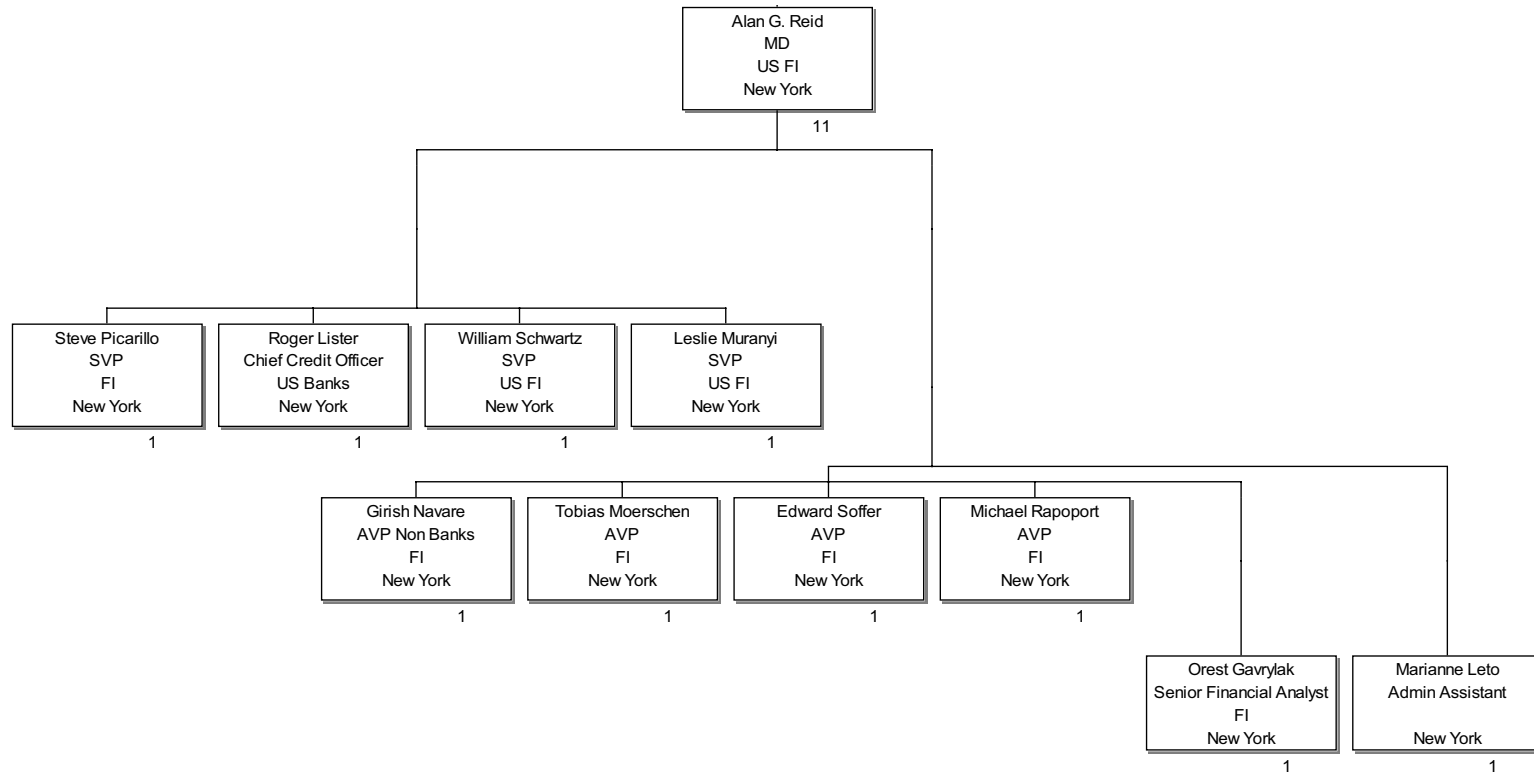 Alan G. Reid
MD
US FI
New York
11
Steve Picarillo
SVP
FI
New York
1
Roger Lister
Chief Credit Officer
US Banks
New York
1
William Schwartz
SVP
US FI
New York
1
Leslie Muranyi
SVP
US FI
New York
1
Girish Navare
AVP Non Banks
FI
New York
1
Tobias Moerschen
AVP
FI
New York
1
Edward Soffer
AVP
FI
New York
1
Michael Rapoport
AVP
FI
New York
1
Orest Gavrylak
Senior Financial Analyst
FI
New York
1
Marianne Leto
Admin Assistant
New York
1